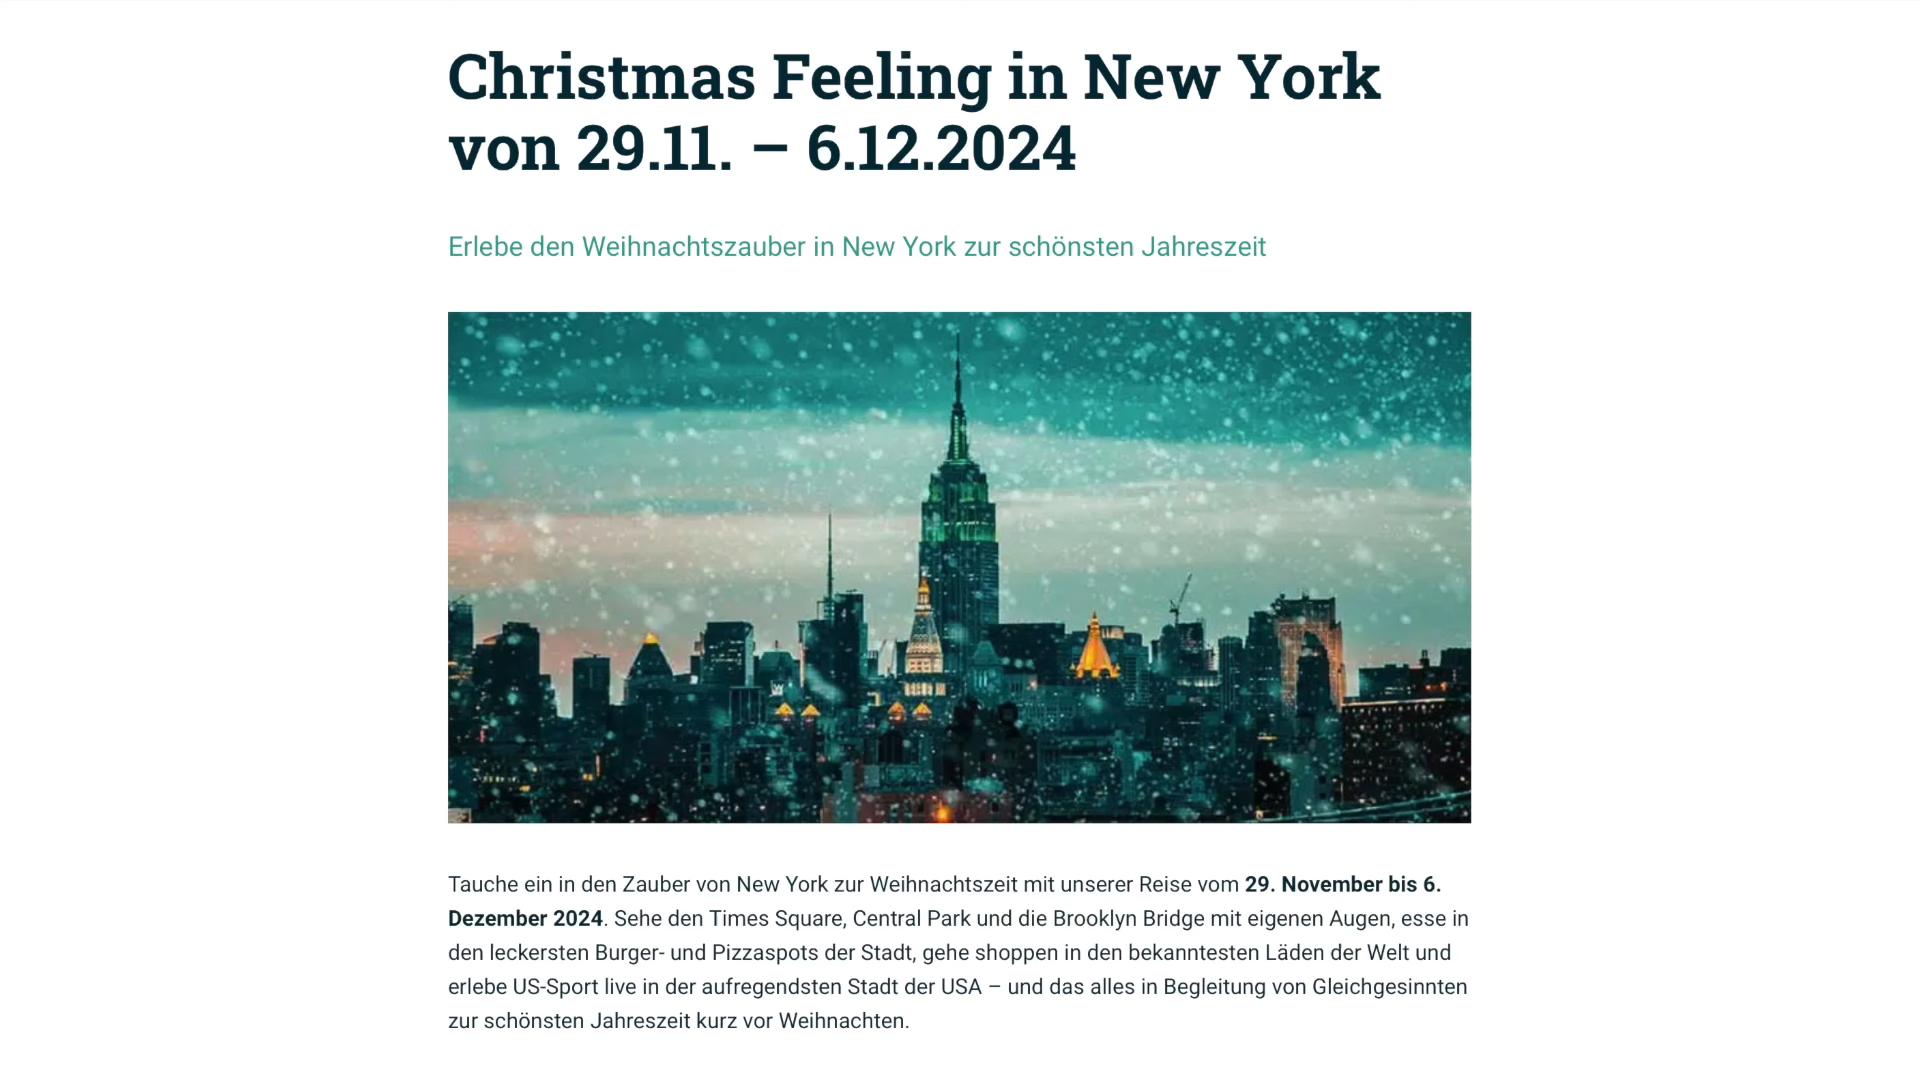 Christmas Feeling in New York
von 29.11. – 6.12.2024
Erlebe den Weihnachtszauber in New York zur schönsten Jahreszeit
Tauche ein in den Zauber von New York zur Weihnachtszeit mit unserer Reise vom 29. November bis 6.
Dezember 2024. Sehe den Times Square, Central Park und die Brooklyn Bridge mit eigenen Augen, esse in
den leckersten Burger- und Pizzaspots der Stadt, gehe shoppen in den bekanntesten Läden der Welt und
erlebe US-Sport live in der aufregendsten Stadt der USA – und das alles in Begleitung von Gleichgesinnten
zur schönsten Jahreszeit kurz vor Weihnachten.